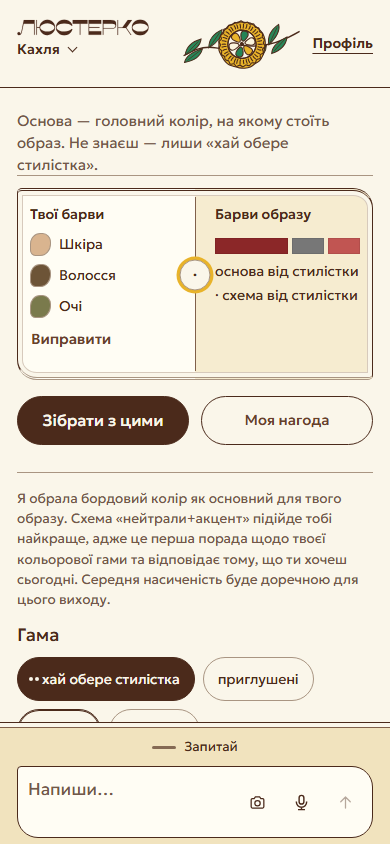 ЛЮСТЕРКО
Кахля
Профіль
Основа — головний колір, на якому стоїть
образ. Не знаєш — лиши «хай обере
стилістка».
Твої барви
Шкіра
Волосся
Очі
Виправити
Барви образу
основа від стилістки
· схема від стилістки
Зібрати з цими
Моя нагода
Я обрала бордовий колір як основний для твого
образу. Схема «нейтрали+акцент» підійде тобі
найкраще, адже це перша порада щодо твоєї
кольорової гами та відповідає тому, що ти хочеш
сьогодні. Середня насиченість буде доречною для
цього виходу.
Гама
хай обере стилістка
приглушені
Запитай
Напиши...